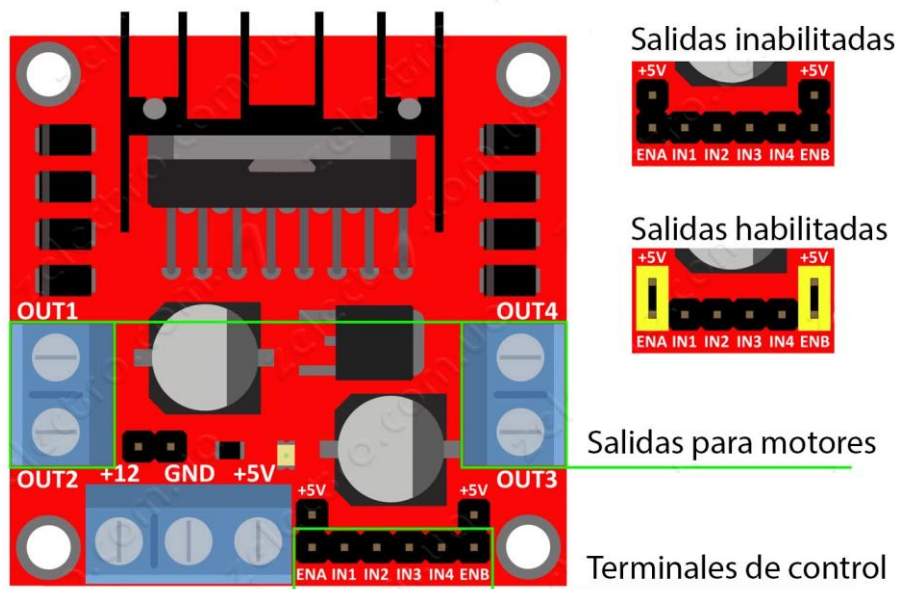 Salidas inabilitadas
+5V +5V
ENA IN1 IN2 IN3 IN4 ENB
Salidas habilitadas
+5V +5V
ENA IN1 IN2 IN3 IN4 ENB
OUT1 OUT4
Salidas para motores
OUT2 +12 GND +5V OUT3
+5V +5V
ENA IN1 IN2 IN3 IN4 ENB
Terminales de control